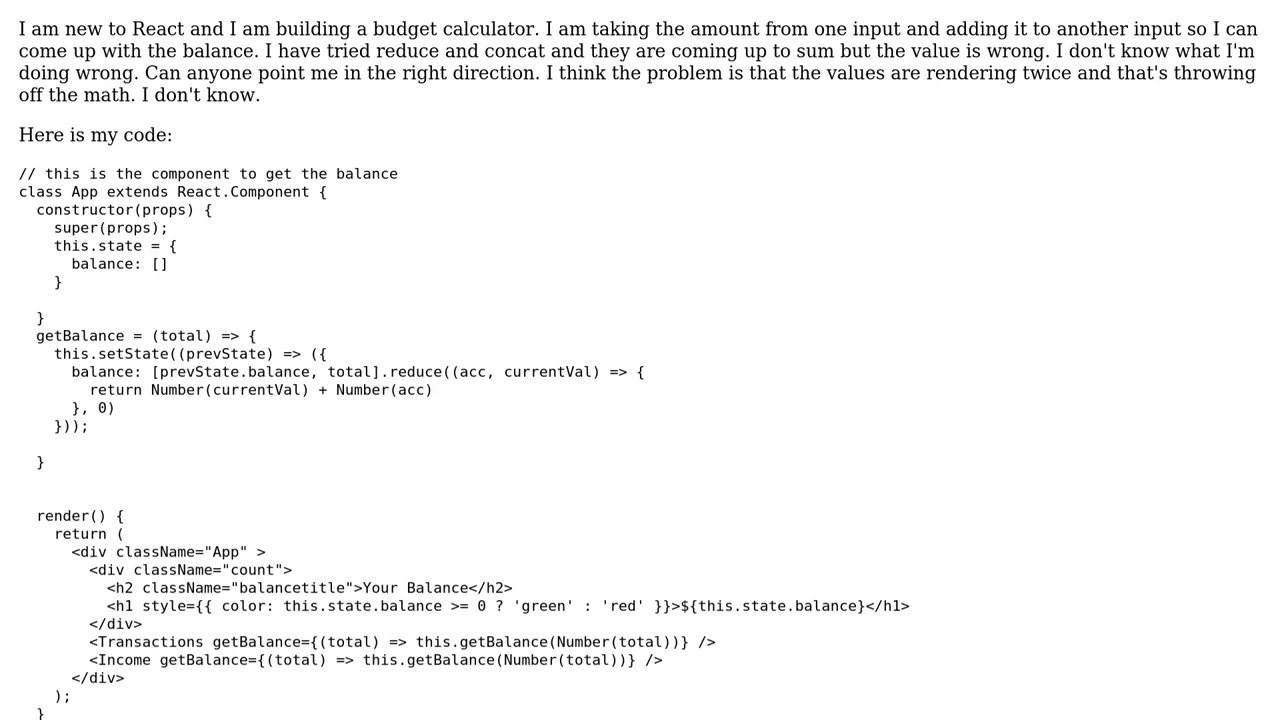 I am new to React and I am building a budget calculator. I am taking the amount from one input and adding it to another input so I can
come up with the balance. I have tried reduce and concat and they are coming up to sum but the value is wrong. I don't know what I'm
doing wrong. Can anyone point me in the right direction. I think the problem is that the values are rendering twice and that's throwing
off the math. I don't know.
Here is my code:
// this is the component to get the balance
class App extends React.Component {
  constructor(props) {
    super(props);
    this.state = {
      balance: []
    }

  }
  getBalance = (total) => {
    this.setState((prevState) => ({
      balance: [prevState.balance, total].reduce((acc, currentVal) => {
        return Number(currentVal) + Number(acc)
      }, 0)
    }));

  }


  render() {
    return (
      <div className="App" >
        <div className="count">
          <h2 className="balancetitle">Your Balance</h2>
          <h1 style={{ color: this.state.balance >= 0 ? 'green' : 'red' }}>${this.state.balance}</h1>
        </div>
        <Transactions getBalance={(total) => this.getBalance(Number(total))} />
        <Income getBalance={(total) => this.getBalance(Number(total))} />
      </div>
    );
  }